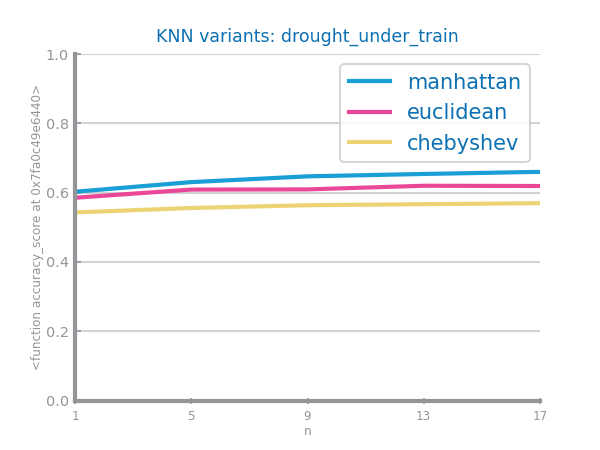 KNN variants: drought_under_train
<function accuracy_score at 0x7fa0c49e6440>
1.0
0.8
0.6
0.4
0.2
0.0
manhattan
euclidean
chebyshev
1 5 9 13 17
n